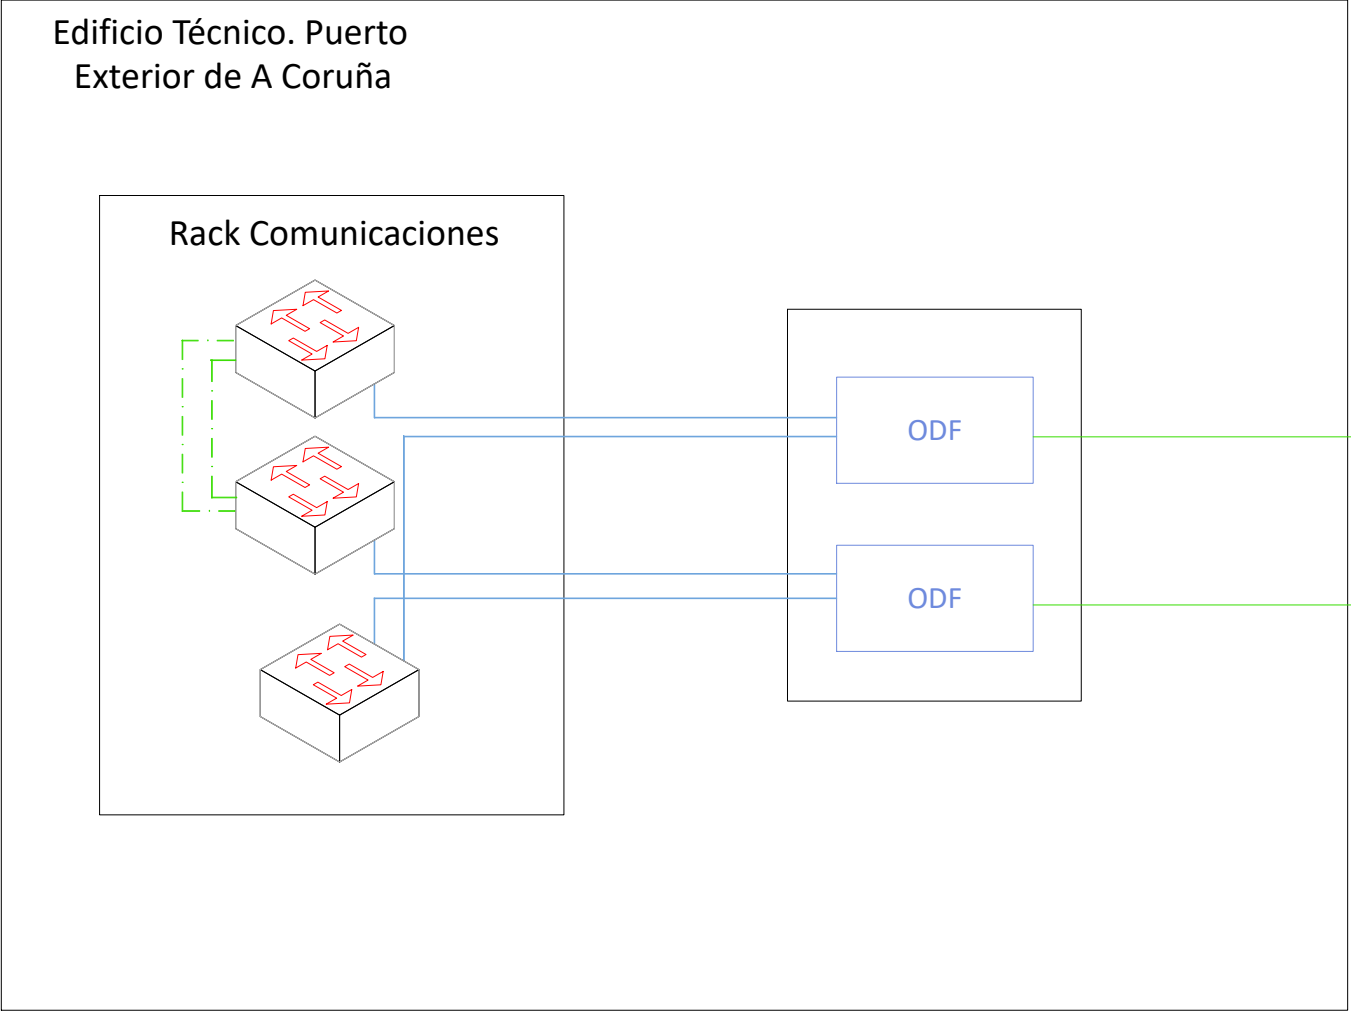 Edificio Técnico. Puerto
Exterior de A Coruña
Rack Comunicaciones
ODF
ODF